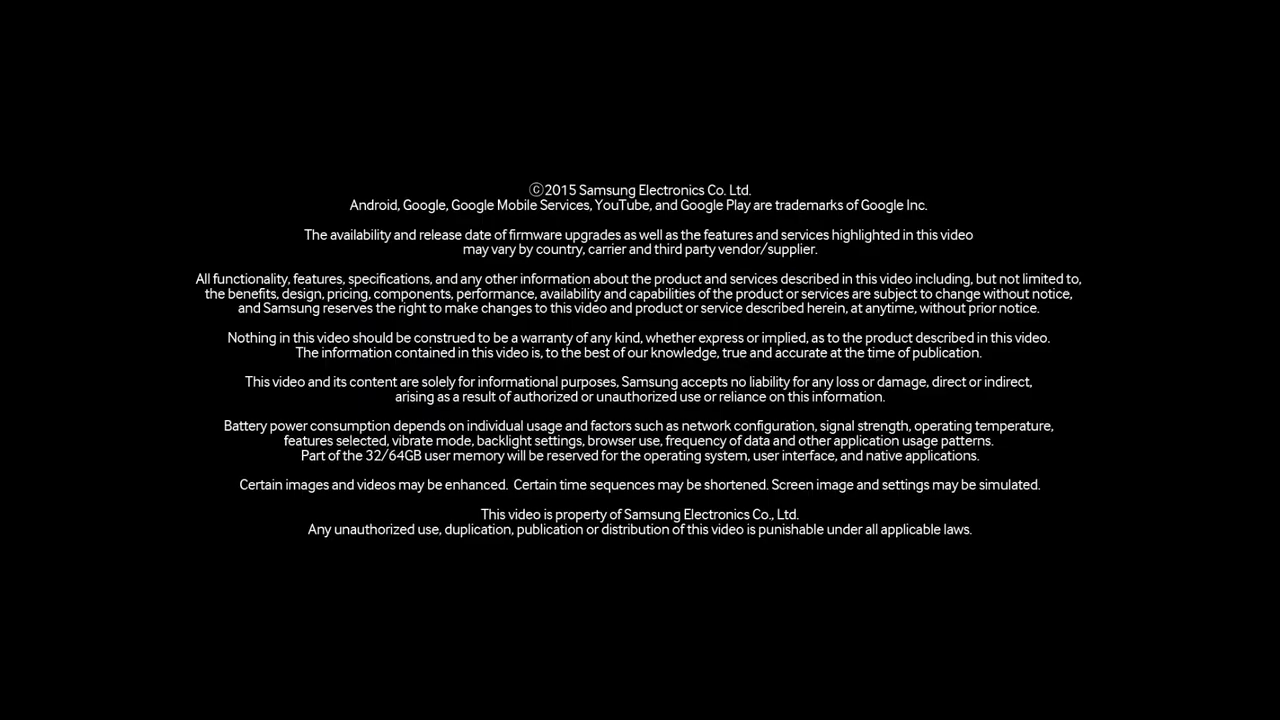 Ⓒ2015 Samsung Electronics Co. Ltd.
Android, Google, Google Mobile Services, YouTube, and Google Play are trademarks of Google Inc.
The availability and release date of firmware upgrades as well as the features and services highlighted in this video
may vary by country, carrier and third party vendor/supplier.
All functionality, features, specifications, and any other information about the product and services described in this video including, but not limited to,
the benefits, design, pricing, components, performance, availability and capabilities of the product or services are subject to change without notice,
and Samsung reserves the right to make changes to this video and product or service described herein, at anytime, without prior notice.
Nothing in this video should be construed to be a warranty of any kind, whether express or implied, as to the product described in this video.
The information contained in this video is, to the best of our knowledge, true and accurate at the time of publication.
This video and its content are solely for informational purposes, Samsung accepts no liability for any loss or damage, direct or indirect,
arising as a result of authorized or unauthorized use or reliance on this information.
Battery power consumption depends on individual usage and factors such as network configuration, signal strength, operating temperature,
features selected, vibrate mode, backlight settings, browser use, frequency of data and other application usage patterns.
Part of the 32/64GB user memory will be reserved for the operating system, user interface, and native applications.
Certain images and videos may be enhanced. Certain time sequences may be shortened. Screen image and settings may be simulated.
This video is property of Samsung Electronics Co., Ltd.
Any unauthorized use, duplication, publication or distribution of this video is punishable under all applicable laws.